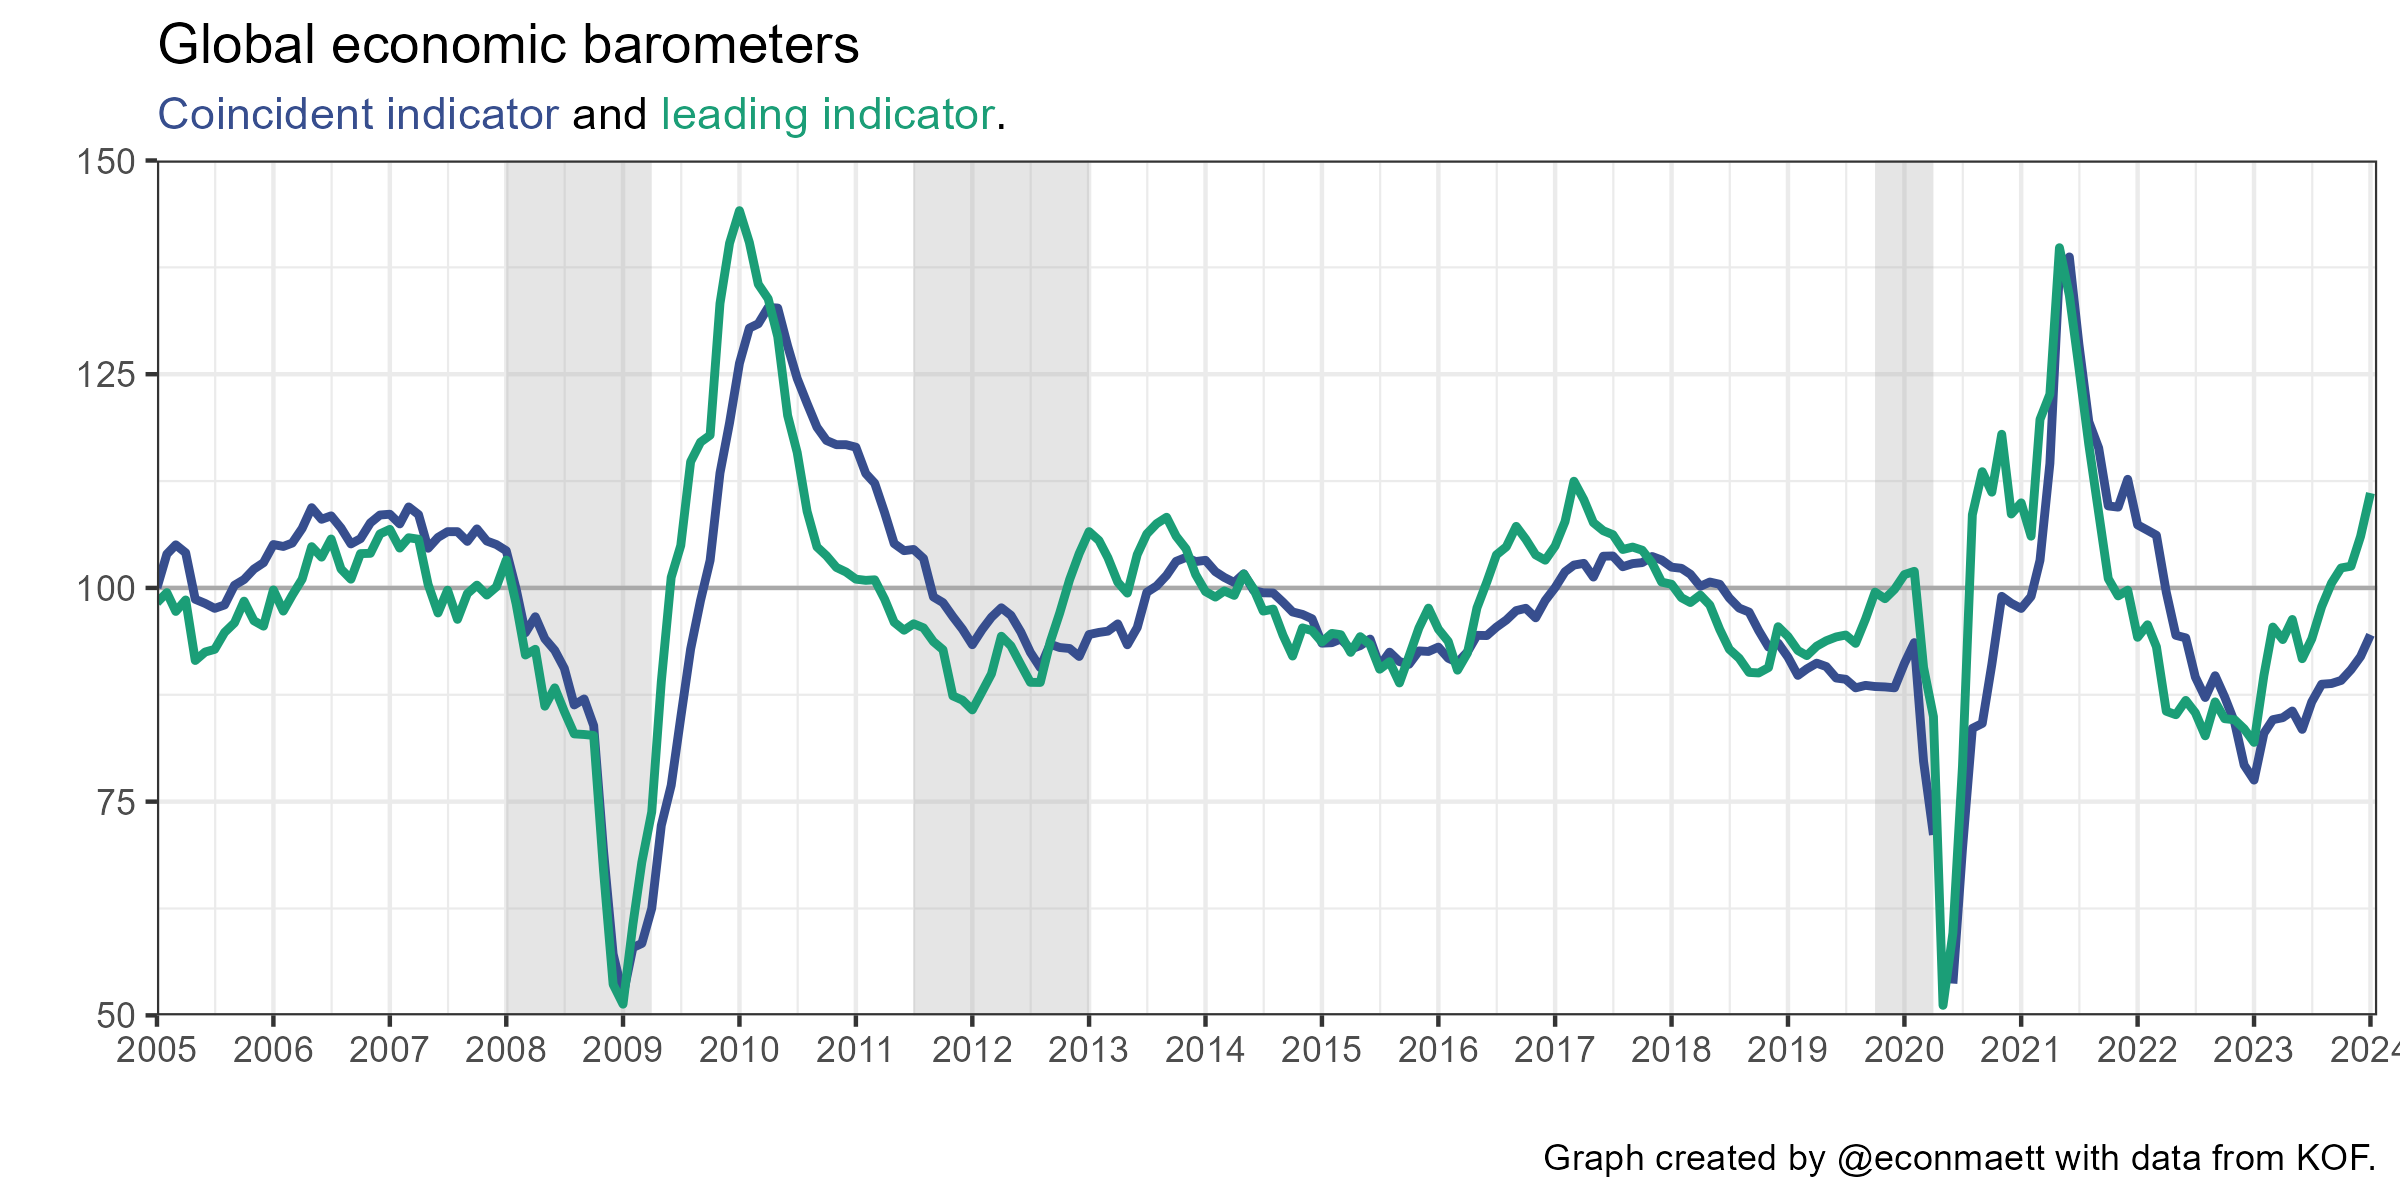 Global economic barometers
Coincident indicator and leading indicator.
150
125
100
75
50
2005 2006 2007 2008 2009 2010 2011 2012 2013 2014 2015 2016 2017 2018 2019 2020 2021 2022 2023 2024
Graph created by @econmaett with data from KOF.